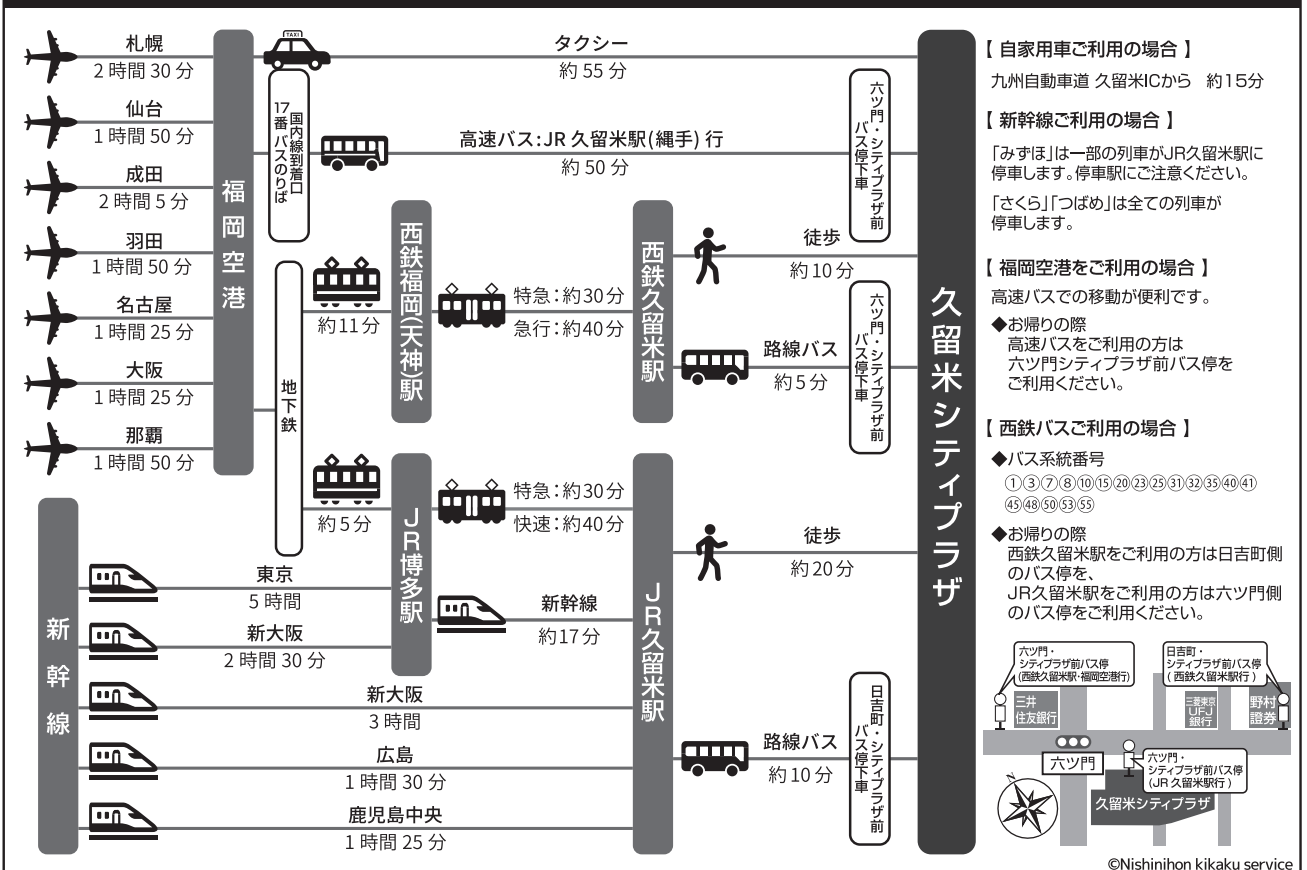 札幌
2時間30分
仙台
1時間50分
成田
2時間5分
羽田
1時間50分
名古屋
1時間25分
大阪
1時間25分
那覇
1時間50分
福岡空港
TAXI
タクシー
約55分
国内線到着口
17番 バスのりば
高速バス:JR 久留米駅(縄手) 行
約50分
六ツ門・シティプラザ前
バス停下車
地下鉄
約11分
西鉄福岡(天神)駅
特急:約30分
急行:約40分
西鉄久留米駅
徒歩
約10分
路線バス
約5分
六ツ門・シティプラザ前
バス停下車
約5分
JR博多駅
特急:約30分
快速:約40分
新幹線
約17分
JR久留米駅
徒歩
約20分
路線バス
約10分
日吉町・シティプラザ前
バス停下車
久留米シティプラザ
新幹線
東京
5時間
新大阪
2時間30分
新大阪
3時間
広島
1時間30分
鹿児島中央
1時間25分
【 自家用車ご利用の場合 】
九州自動車道 久留米ICから 約15分
【 新幹線ご利用の場合 】
「みずほ」は一部の列車がJR久留米駅に
停車します。停車駅にご注意ください。
「さくら」「つばめ」は全ての列車が
停車します。
【 福岡空港をご利用の場合 】
高速バスでの移動が便利です。
◆お帰りの際
高速バスをご利用の方は
六ツ門シティプラザ前バス停を
ご利用ください。
【 西鉄バスご利用の場合 】
◆バス系統番号
①③⑦⑧⑩⑮⑳㉓㉕㉛㉜㉟㊵㊶
㊺㊽㊿53 55
◆お帰りの際
西鉄久留米駅をご利用の方は日吉町側
のバス停を、
JR久留米駅をご利用の方は六ツ門側
のバス停をご利用ください。
六ツ門・
シティプラザ前バス停
(西鉄久留米駅・福岡空港行)
日吉町・
シティプラザ前バス停
( 西鉄久留米駅行 )
三井
住友銀行
三菱東京
UFJ
銀行
野村
證券
六ツ門
六ツ門・
シティプラザ前バス停
(JR 久留米駅行 )
N
久留米シティプラザ
©Nishinihon kikaku service